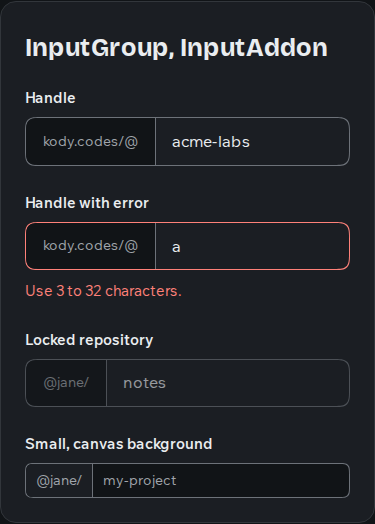 InputGroup, InputAddon
Handle
kody.codes/@ acme-labs
Handle with error
kody.codes/@ a
Use 3 to 32 characters.
Locked repository
@jane/ notes
Small, canvas background
@jane/ my-project